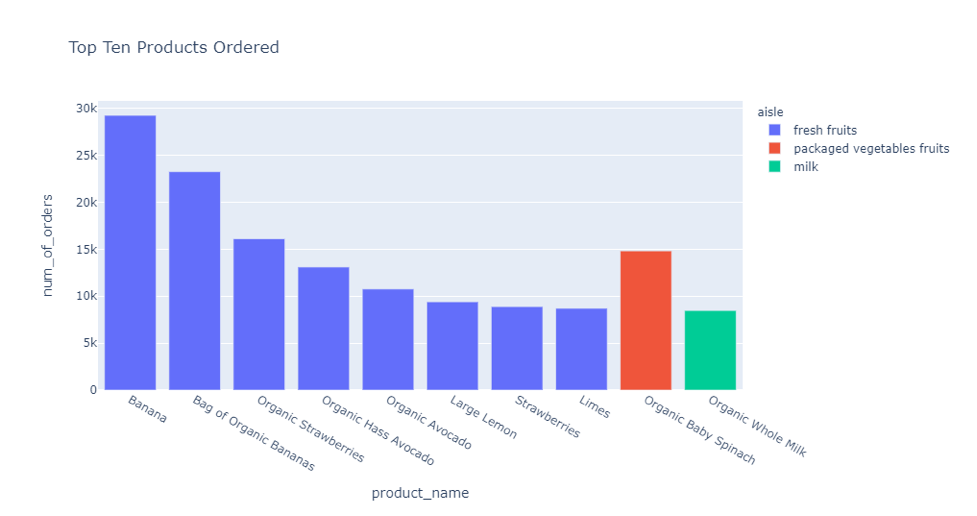 Top Ten Products Ordered
30k
25k
20k
15k
10k
5k
0
num_of_orders
Banana
Bag of Organic Bananas
Organic Strawberries
Organic Hass Avocado
Organic Avocado
Large Lemon
Strawberries
Limes
Organic Baby Spinach
Organic Whole Milk
product_name
aisle
fresh fruits
packaged vegetables fruits
milk